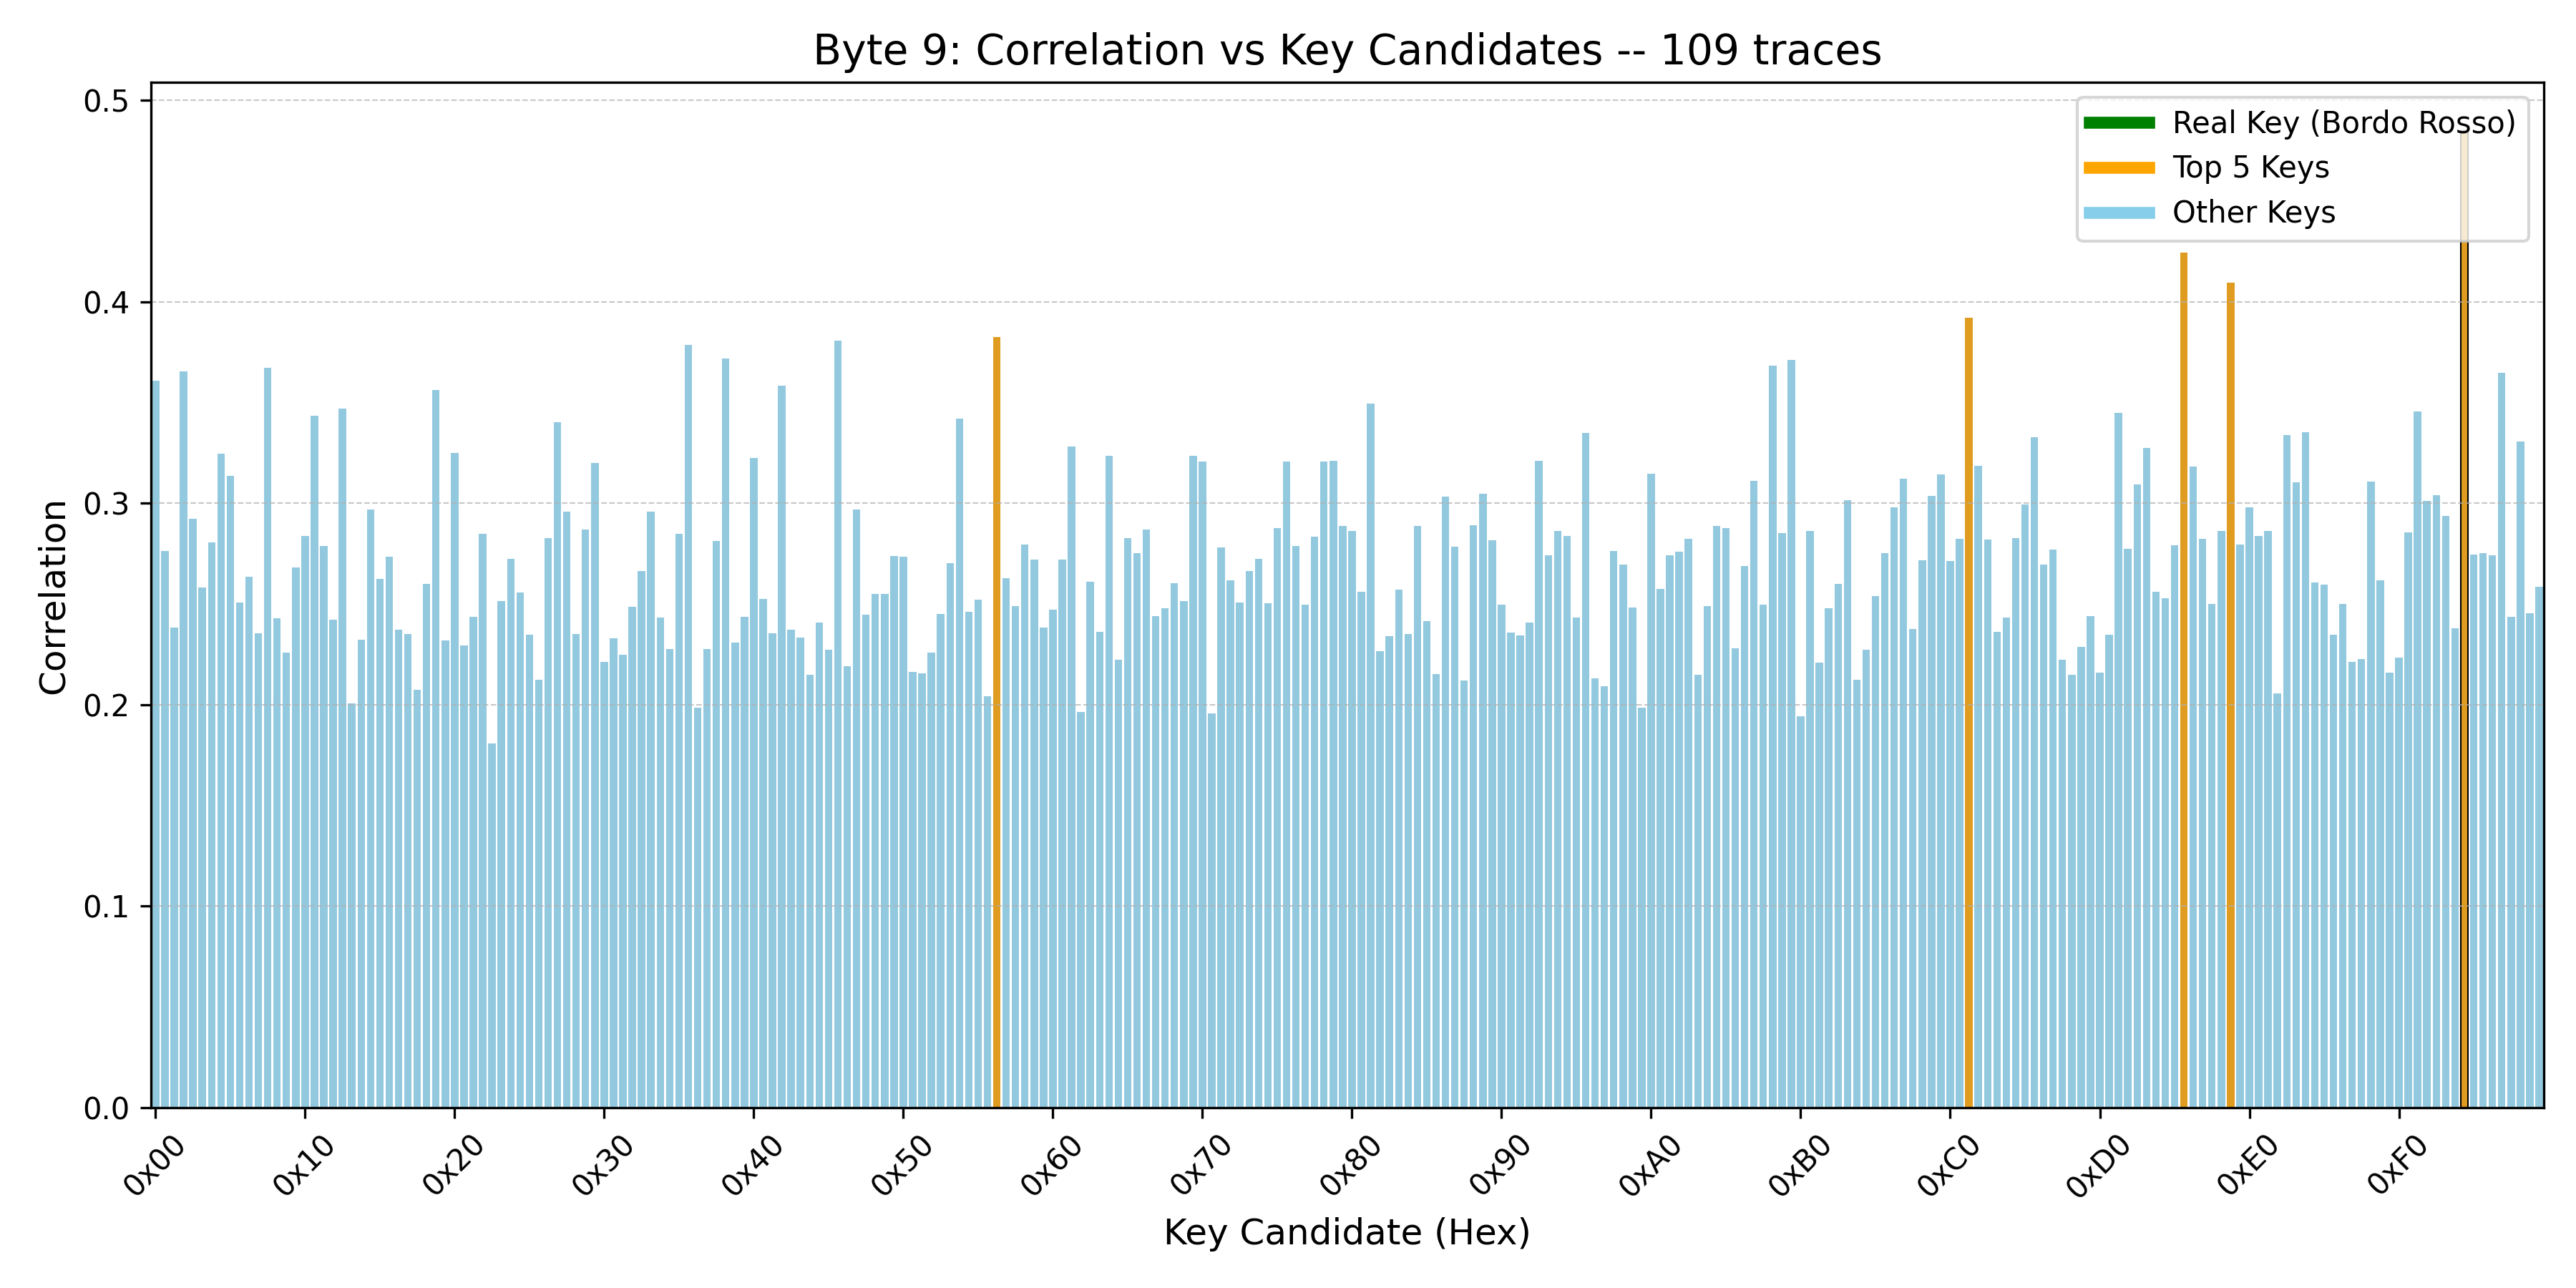 Byte 9: Correlation vs Key Candidates -- 109 traces
0.5
0.4
0.3
0.2
0.1
0.0
Correlation
Real Key (Bordo Rosso)
Top 5 Keys
Other Keys
0x00
0x10
0x20
0x30
0x40
0x50
0x60
0x70
0x80
0x90
0xA0
0xB0
0xC0
0xD0
0xE0
0xF0
Key Candidate (Hex)